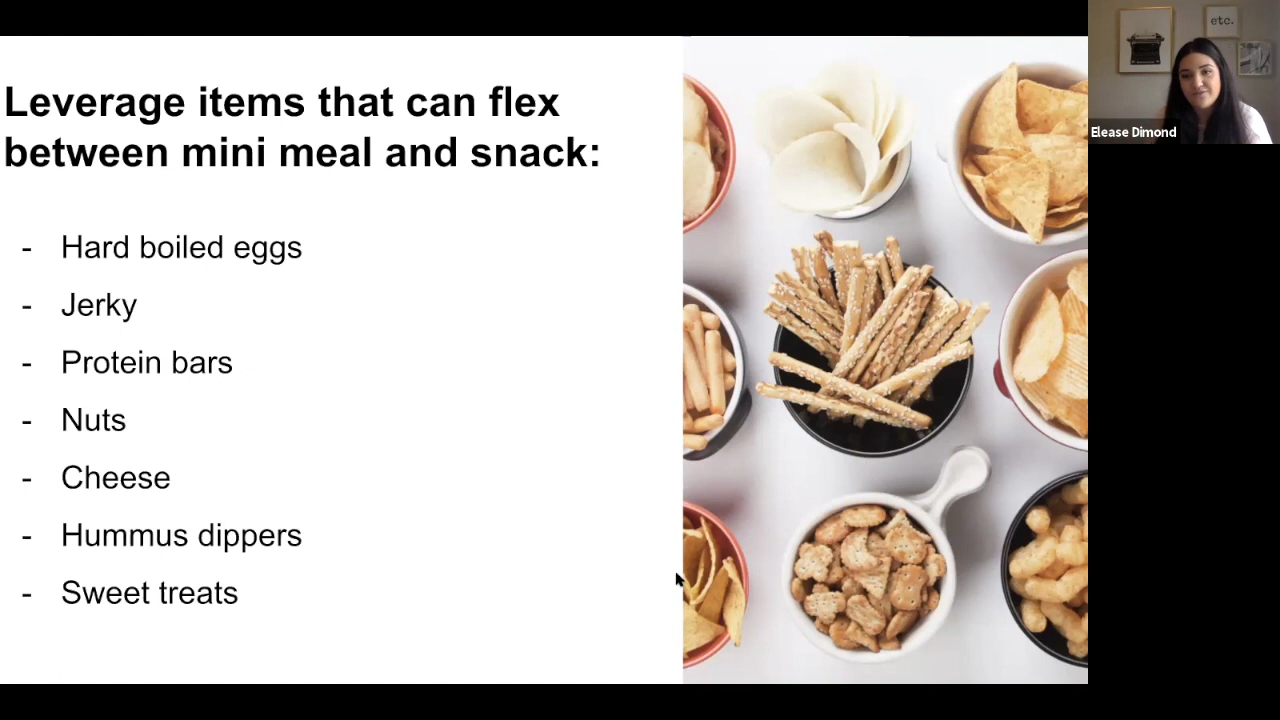 Leverage items that can flex
between mini meal and snack:
- Hard boiled eggs
- Jerky
- Protein bars
- Nuts
- Cheese
- Hummus dippers
- Sweet treats
etc.
Elease Dimond